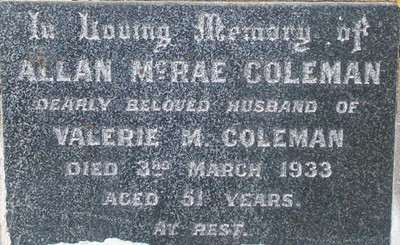 In Loving Memory of
ALLAN McRAE COLEMAN
DEARLY BELOVED HUSBAND OF
VALERIE M. COLEMAN
DIED 3RD MARCH 1933
AGED 51 YEARS.
AT REST.